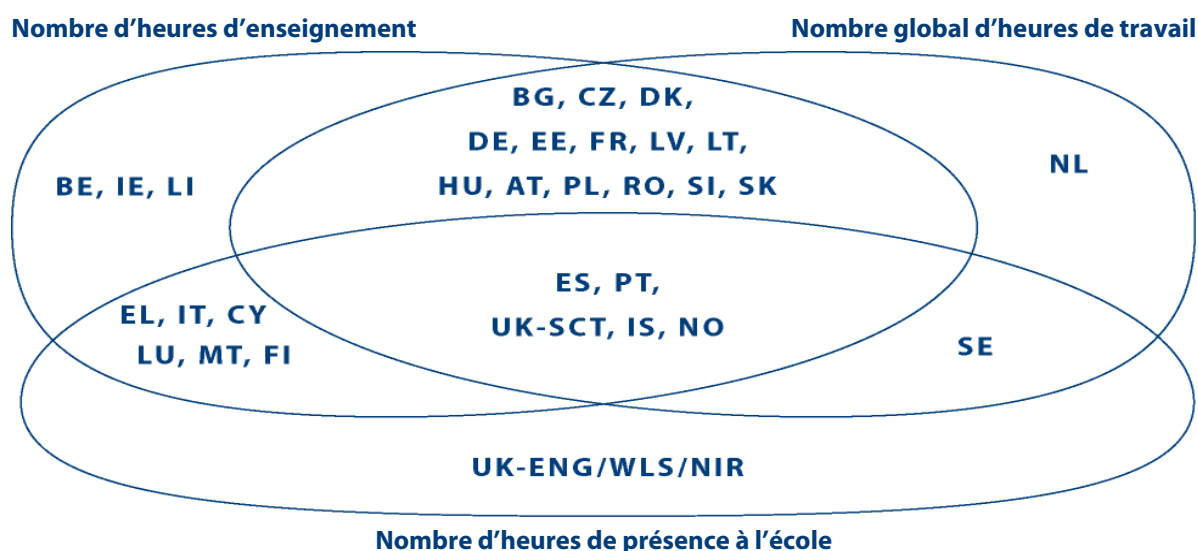 Nombre d’heures d’enseignement
Nombre global d’heures de travail
BG, CZ, DK,
DE, EE, FR, LV, LT,
HU, AT, PL, RO, SI, SK
NL
BE, IE, LI
ES, PT,
UK-SCT, IS, NO
EL, IT, CY
LU, MT, FI
SE
UK-ENG/WLS/NIR
Nombre d’heures de présence à l’école